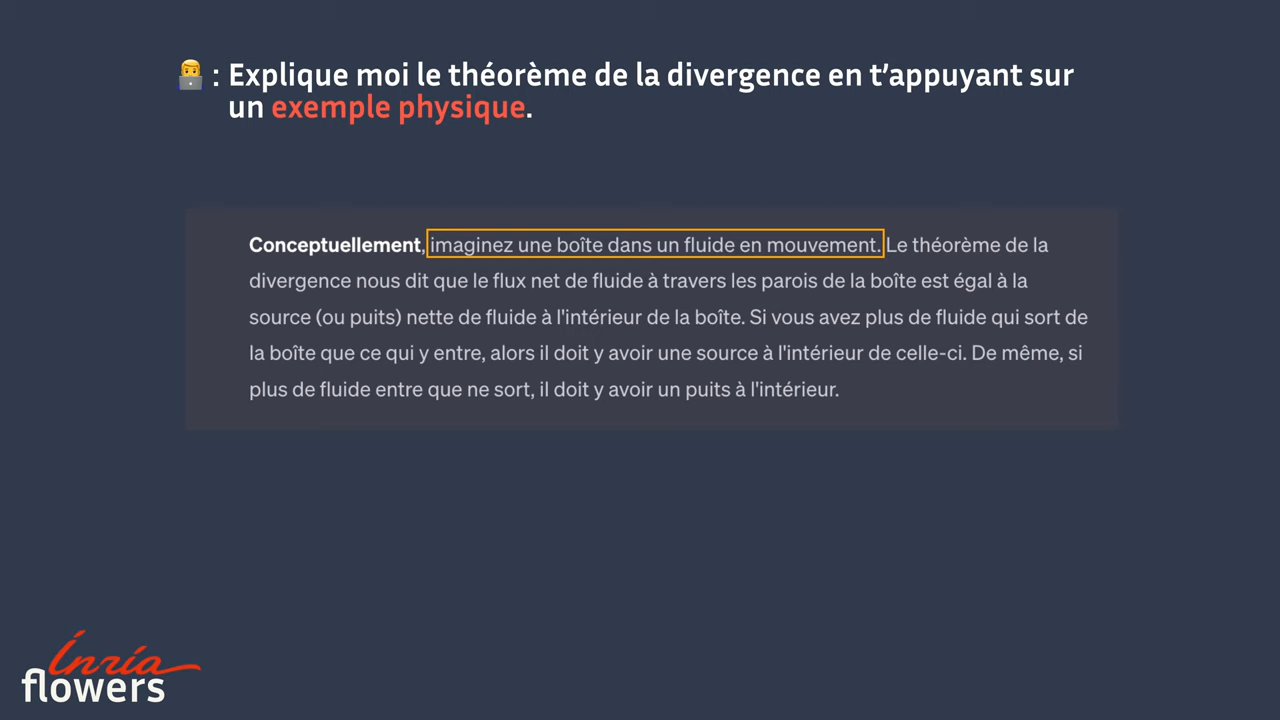 : Explique moi le théorème de la divergence en t’appuyant sur
un exemple physique.
Conceptuellement, imaginez une boîte dans un fluide en mouvement. Le théorème de la
divergence nous dit que le flux net de fluide à travers les parois de la boîte est égal à la
source (ou puits) nette de fluide à l'intérieur de la boîte. Si vous avez plus de fluide qui sort de
la boîte que ce qui y entre, alors il doit y avoir une source à l'intérieur de celle-ci. De même, si
plus de fluide entre que ne sort, il doit y avoir un puits à l'intérieur.
Inria
flowers